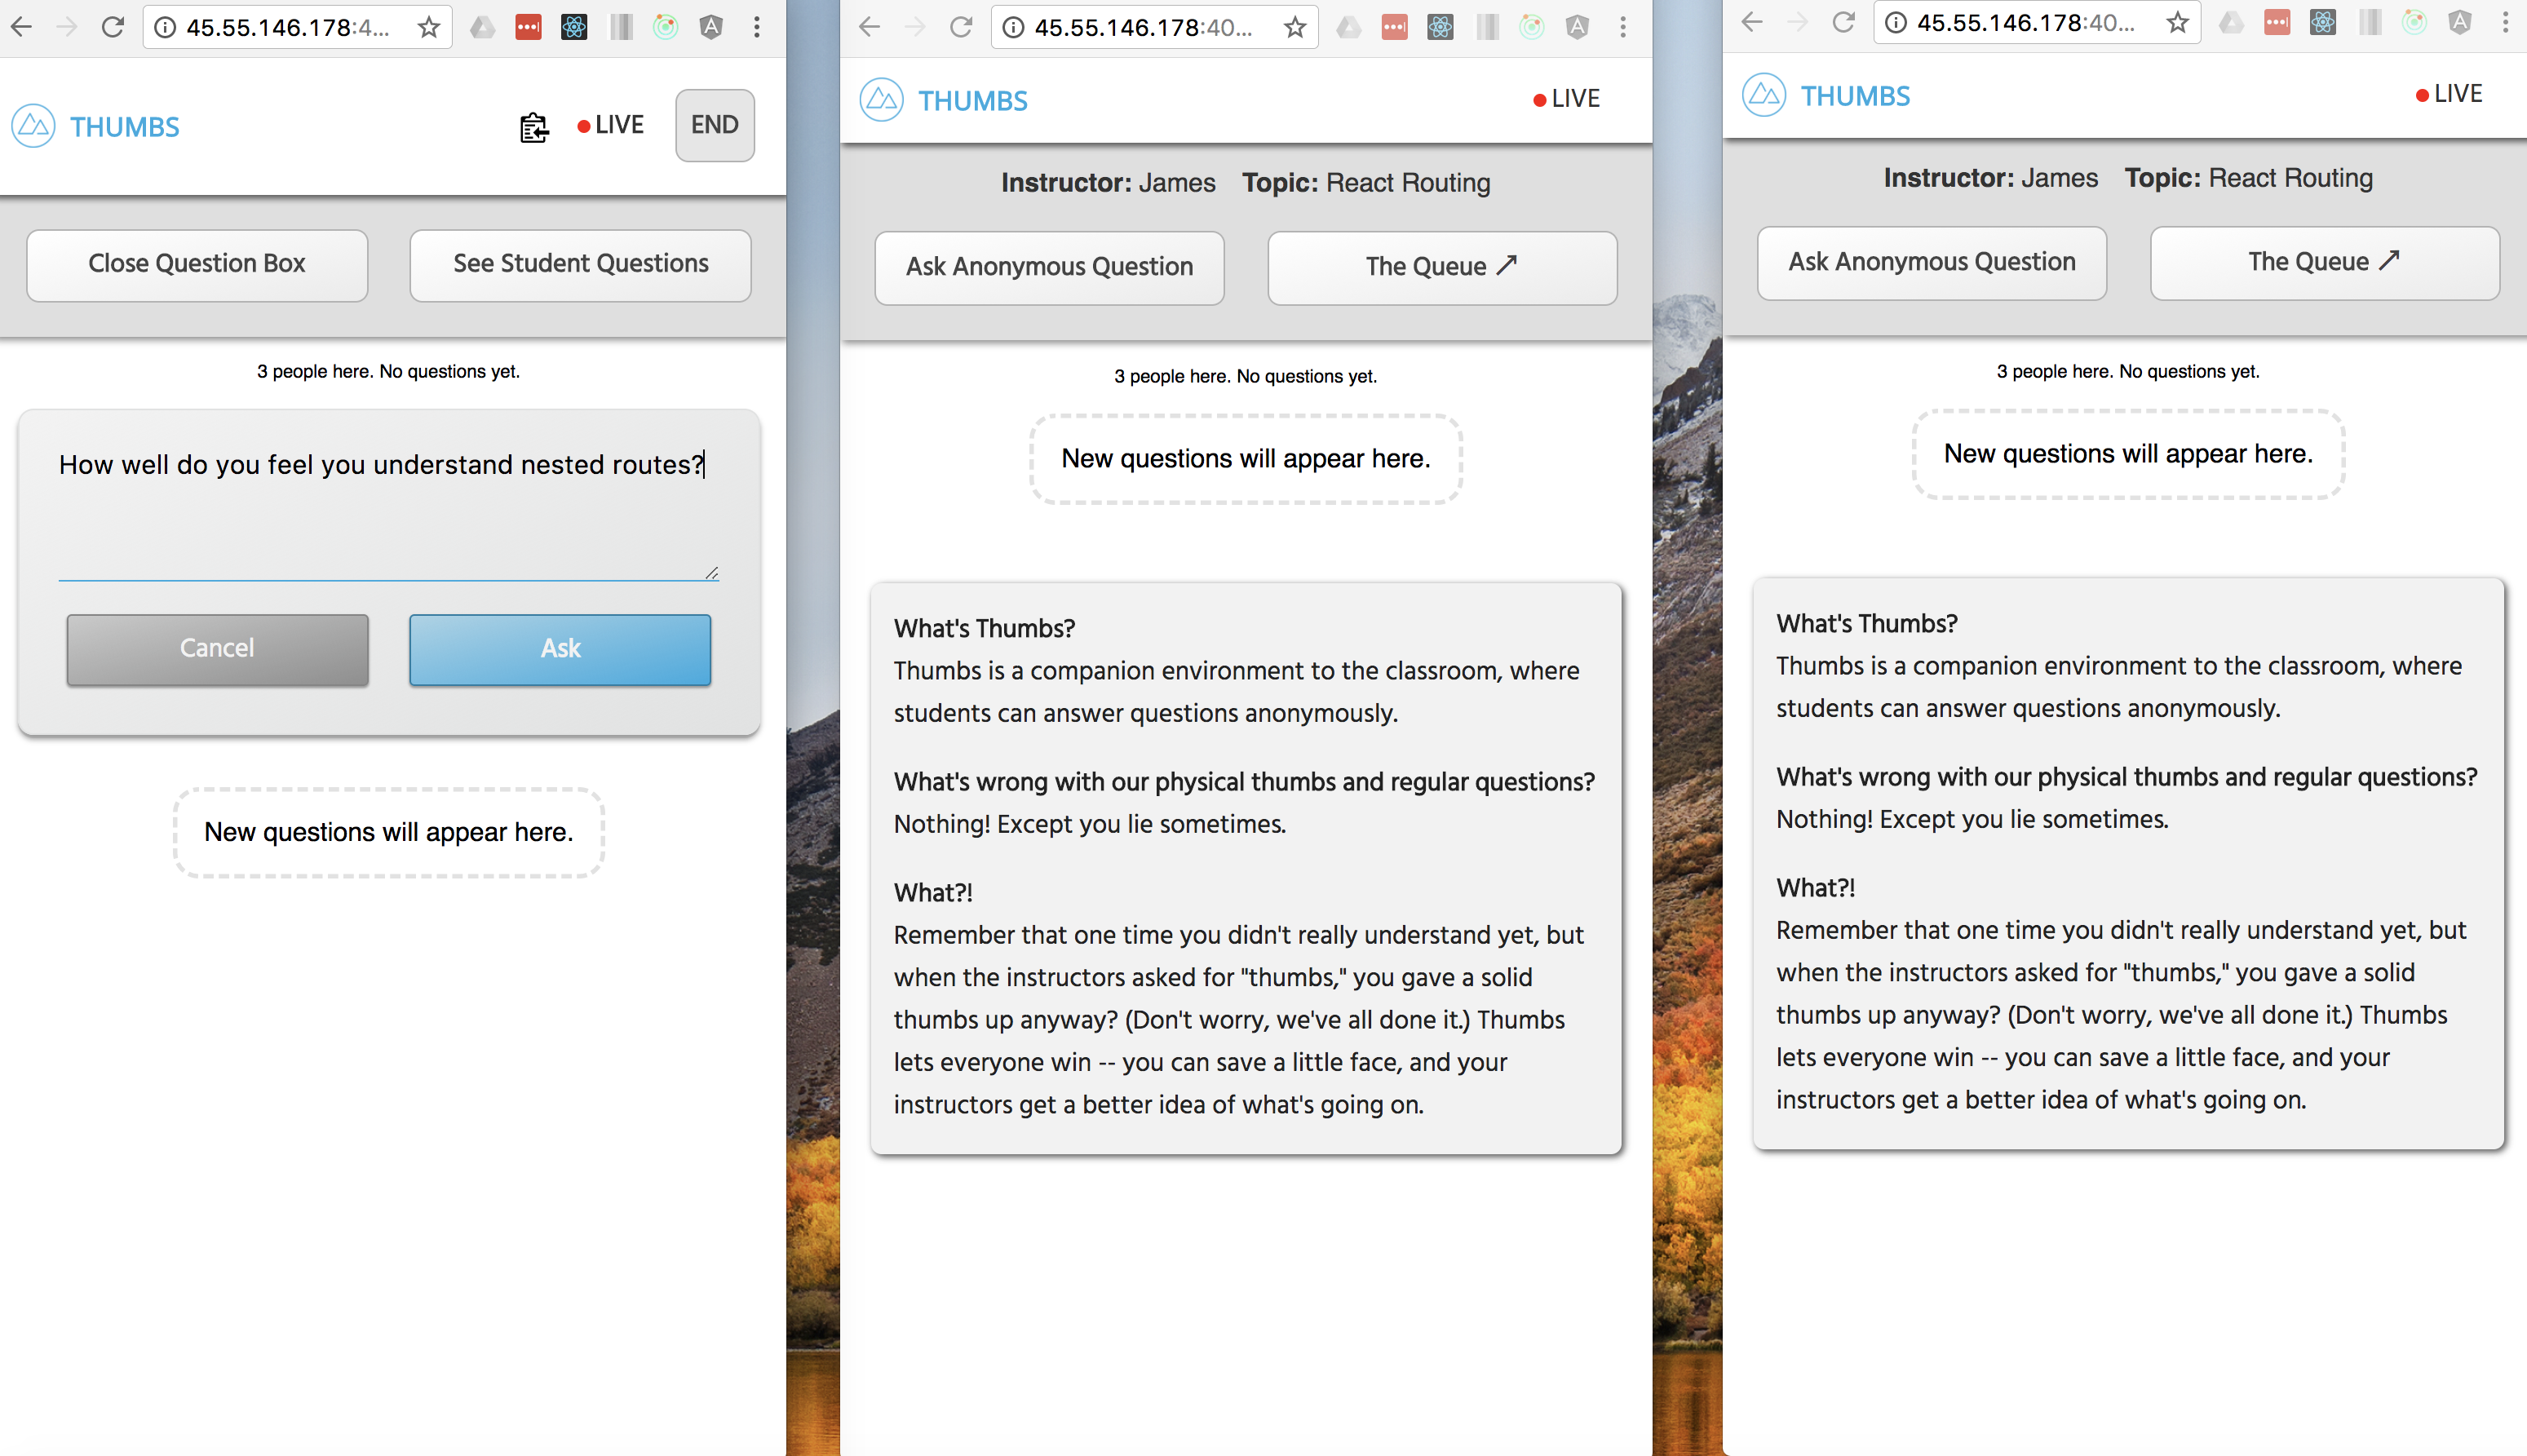 45.55.146.178:4...
THUMBS
LIVE
END
Close Question Box
See Student Questions
3 people here. No questions yet.
How well do you feel you understand nested routes?
Cancel
Ask
New questions will appear here.
45.55.146.178:40...
THUMBS
LIVE
Instructor: James Topic: React Routing
Ask Anonymous Question
The Queue ↗
3 people here. No questions yet.
New questions will appear here.
What's Thumbs?
Thumbs is a companion environment to the classroom, where
students can answer questions anonymously.
What's wrong with our physical thumbs and regular questions?
Nothing! Except you lie sometimes.
What?!
Remember that one time you didn't really understand yet, but
when the instructors asked for "thumbs," you gave a solid
thumbs up anyway? (Don't worry, we've all done it.) Thumbs
lets everyone win -- you can save a little face, and your
instructors get a better idea of what's going on.
45.55.146.178:40...
THUMBS
LIVE
Instructor: James Topic: React Routing
Ask Anonymous Question
The Queue ↗
3 people here. No questions yet.
New questions will appear here.
What's Thumbs?
Thumbs is a companion environment to the classroom, where
students can answer questions anonymously.
What's wrong with our physical thumbs and regular questions?
Nothing! Except you lie sometimes.
What?!
Remember that one time you didn't really understand yet, but
when the instructors asked for "thumbs," you gave a solid
thumbs up anyway? (Don't worry, we've all done it.) Thumbs
lets everyone win -- you can save a little face, and your
instructors get a better idea of what's going on.